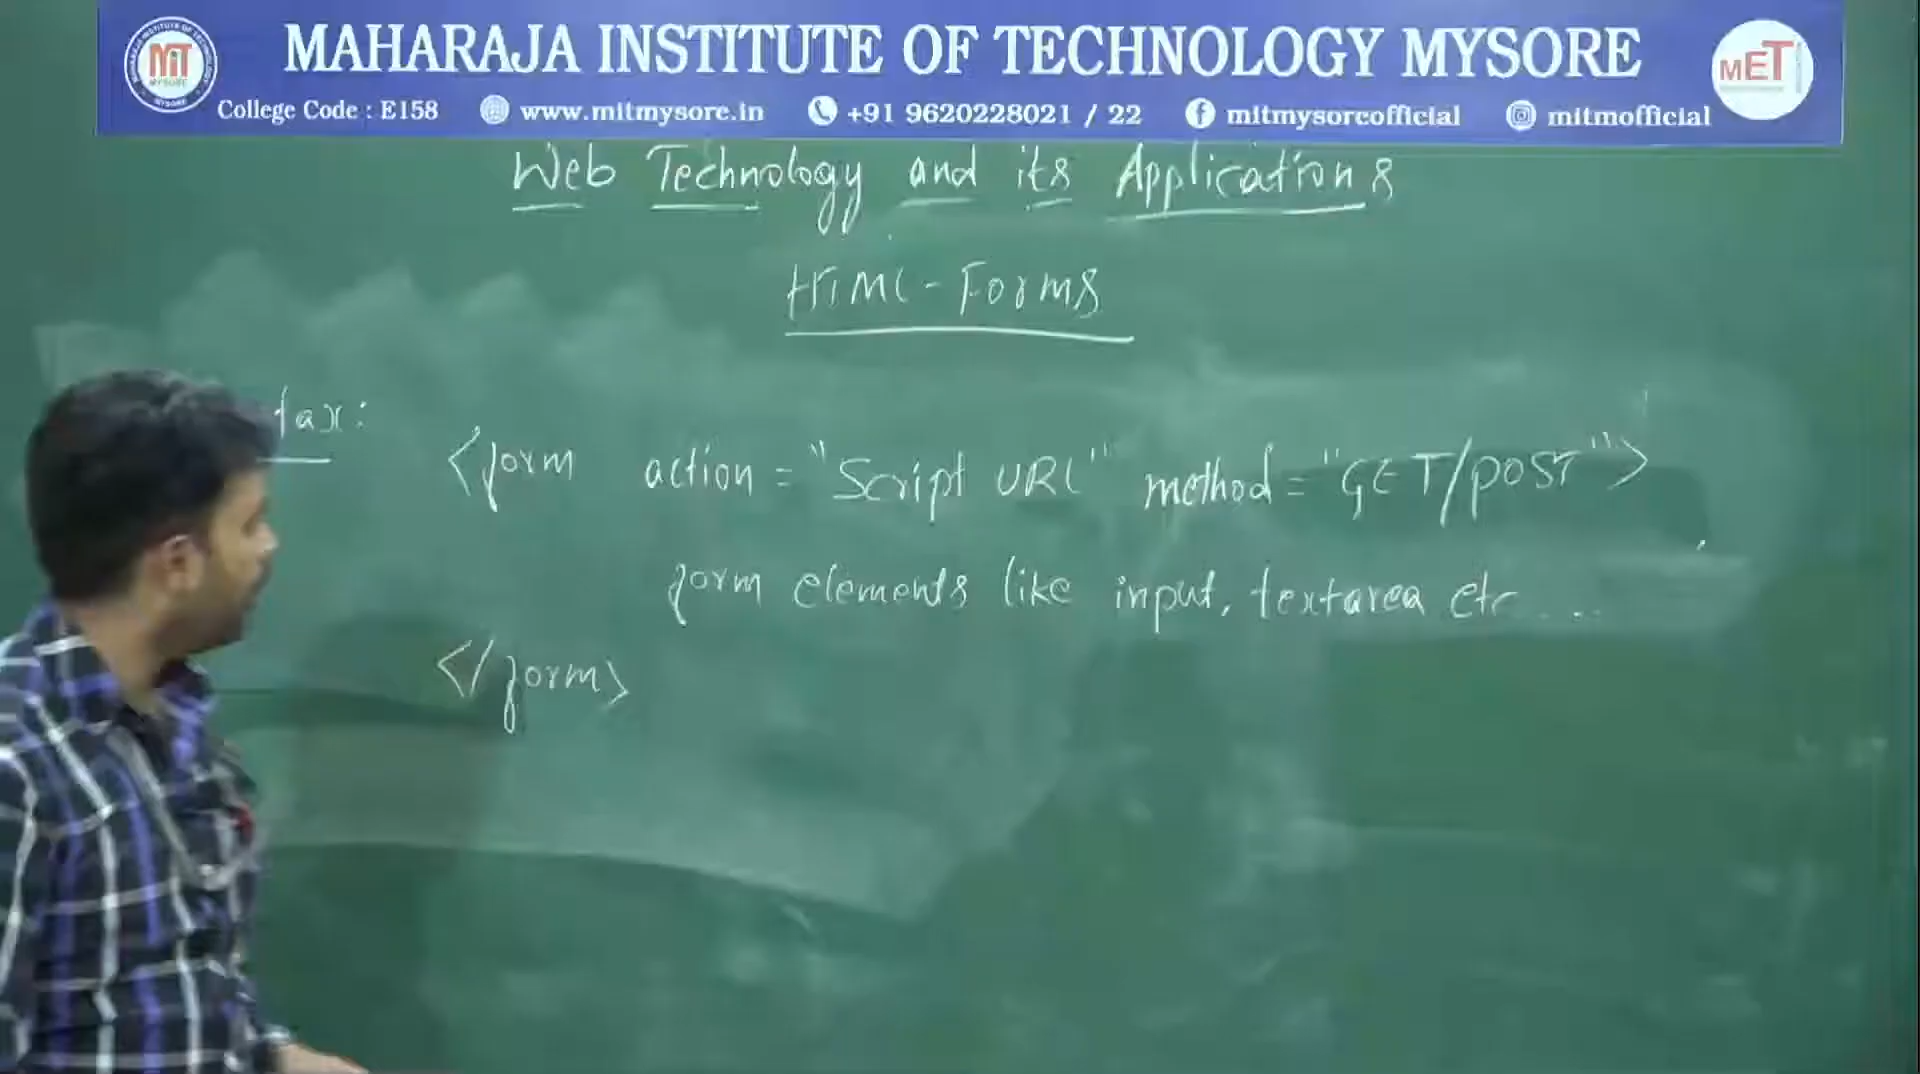 MAHARAJA INSTITUTE OF TECHNOLOGY MYSORE
MIT
MYSORE
MET
College Code : E158 www.mitmysore.in +91 9620228021 / 22 mitmysoreofficial mitmofficial
Web Technology and its Applications
HTML - Forms
tax:
<form action = "Script URL" method = "GET/POST">
form elements like input, textarea etc ....
</form>